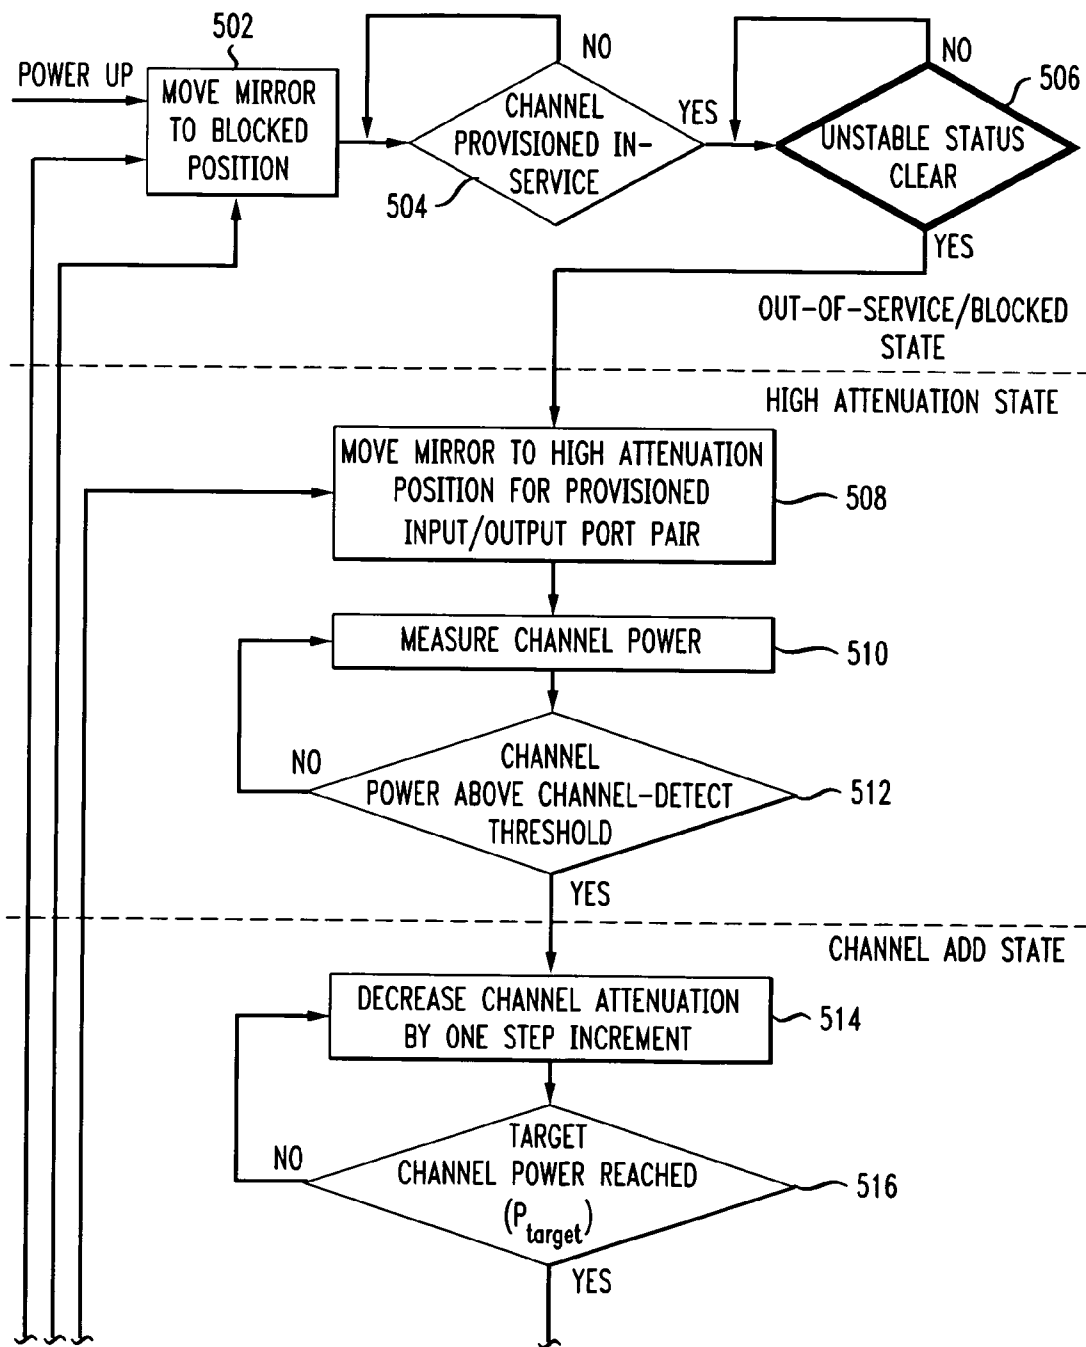 502
POWER UP
MOVE MIRROR
TO BLOCKED
POSITION
NO
CHANNEL
PROVISIONED IN-
SERVICE
504
YES
NO
506
UNSTABLE STATUS
CLEAR
YES
OUT-OF-SERVICE/BLOCKED
STATE
HIGH ATTENUATION STATE
MOVE MIRROR TO HIGH ATTENUATION
POSITION FOR PROVISIONED
INPUT/OUTPUT PORT PAIR
508
MEASURE CHANNEL POWER
510
NO
CHANNEL
POWER ABOVE CHANNEL-DETECT
THRESHOLD
512
YES
CHANNEL ADD STATE
DECREASE CHANNEL ATTENUATION
BY ONE STEP INCREMENT
514
NO
TARGET
CHANNEL POWER REACHED
(Ptarget)
516
YES